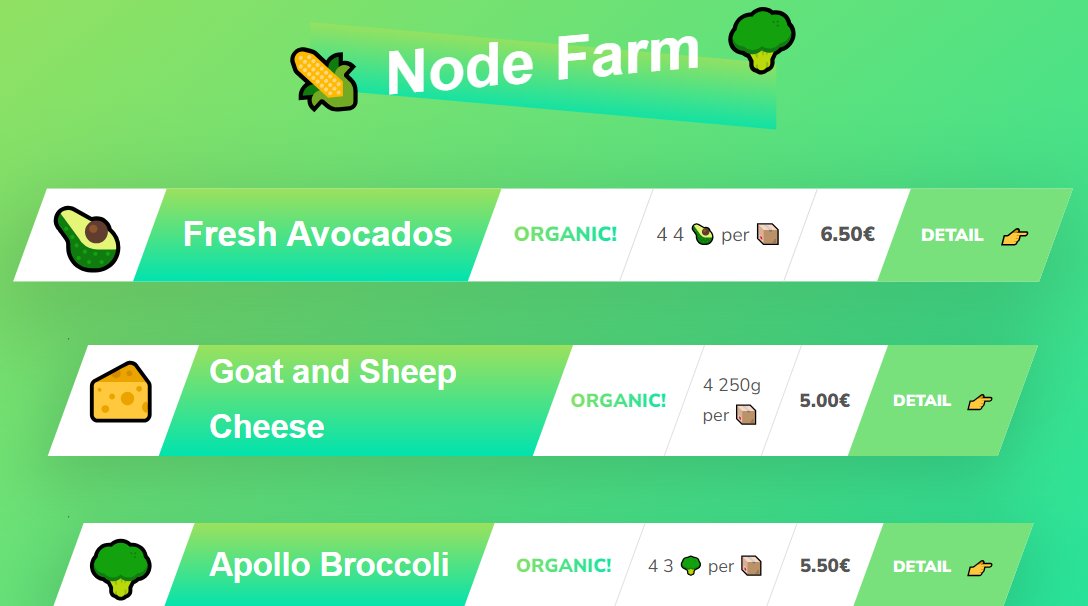 Node Farm
Fresh Avocados ORGANIC! 4 4 🥑 per 📦 6.50€ DETAIL 👉
Goat and Sheep
Cheese
ORGANIC!
4 250g
per 📦
5.00€ DETAIL 👉
Apollo Broccoli ORGANIC! 4 3 🥦 per 📦 5.50€ DETAIL 👉